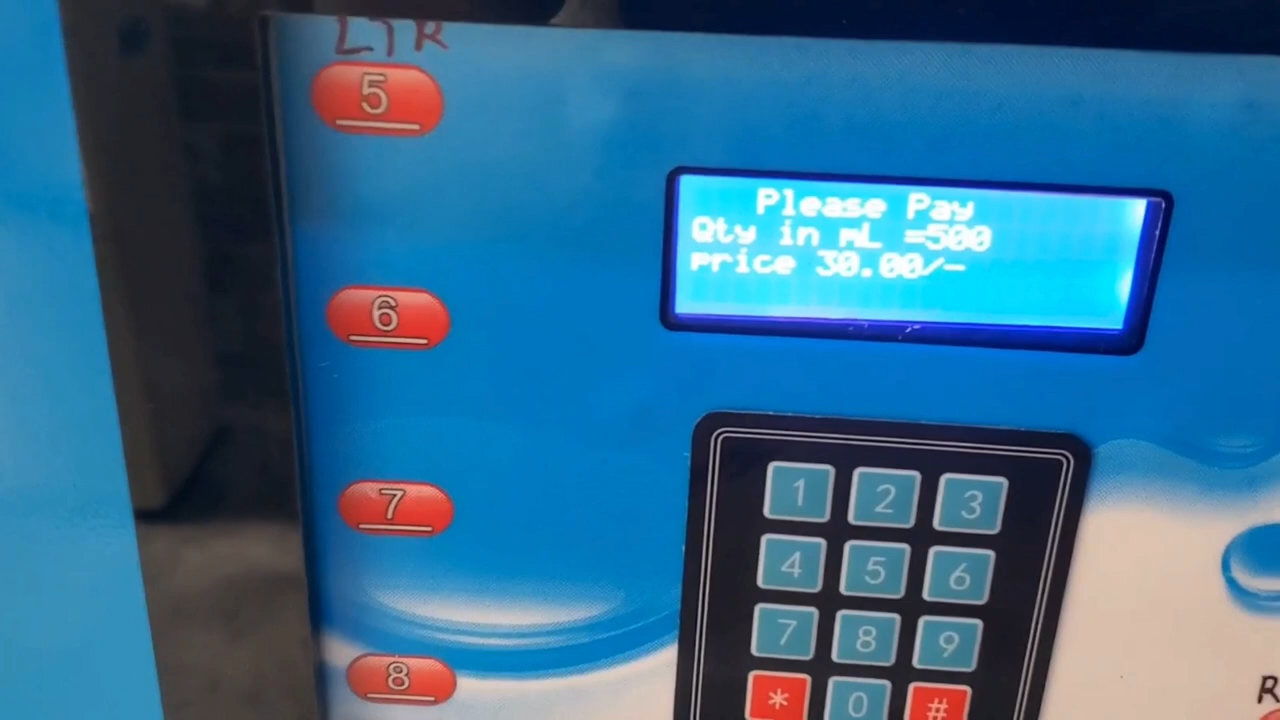 LTR
5
6
7
8
Please Pay
Qty in mL =500
price 30.00/-
1 2 3
4 5 6
7 8 9
* 0 #
R